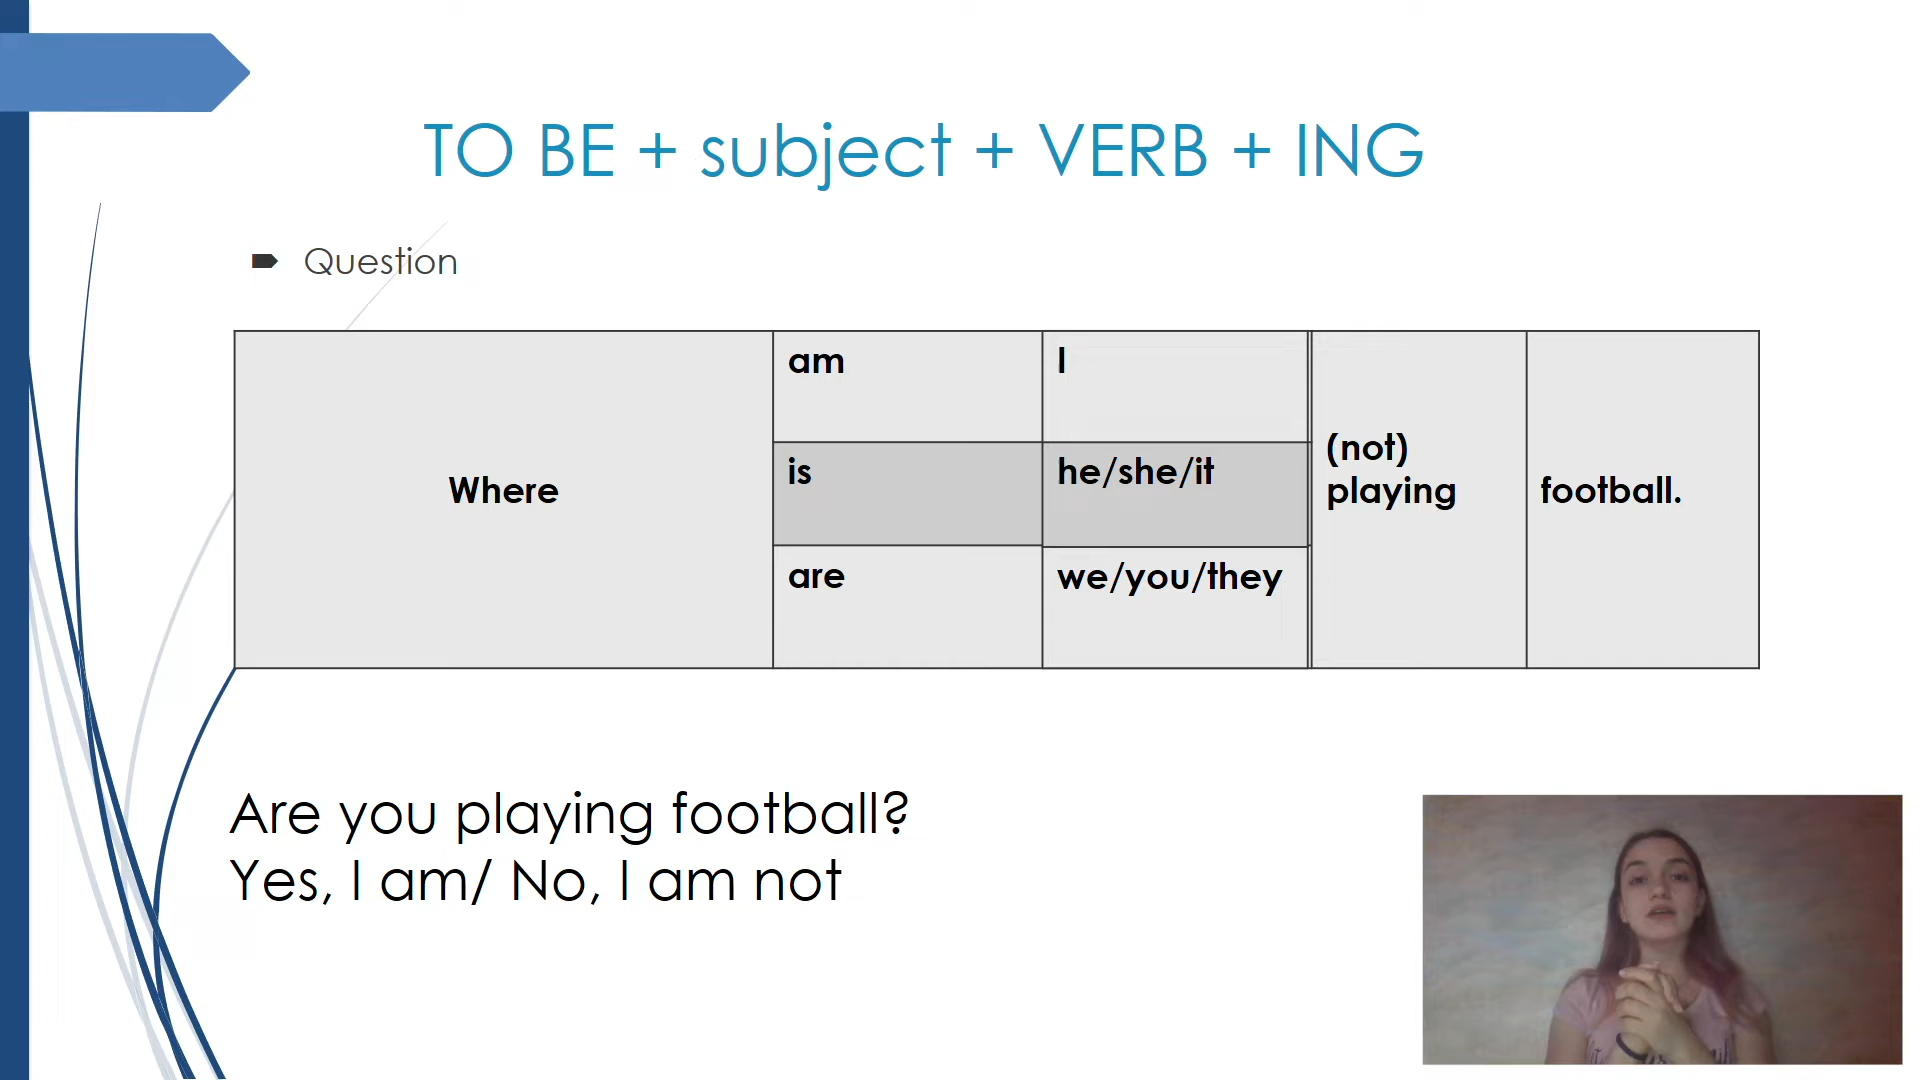 TO BE + subject + VERB + ING
Question
Where
am
I
is
he/she/it
are
we/you/they
(not)
playing
football.
Are you playing football?
Yes, I am/ No, I am not